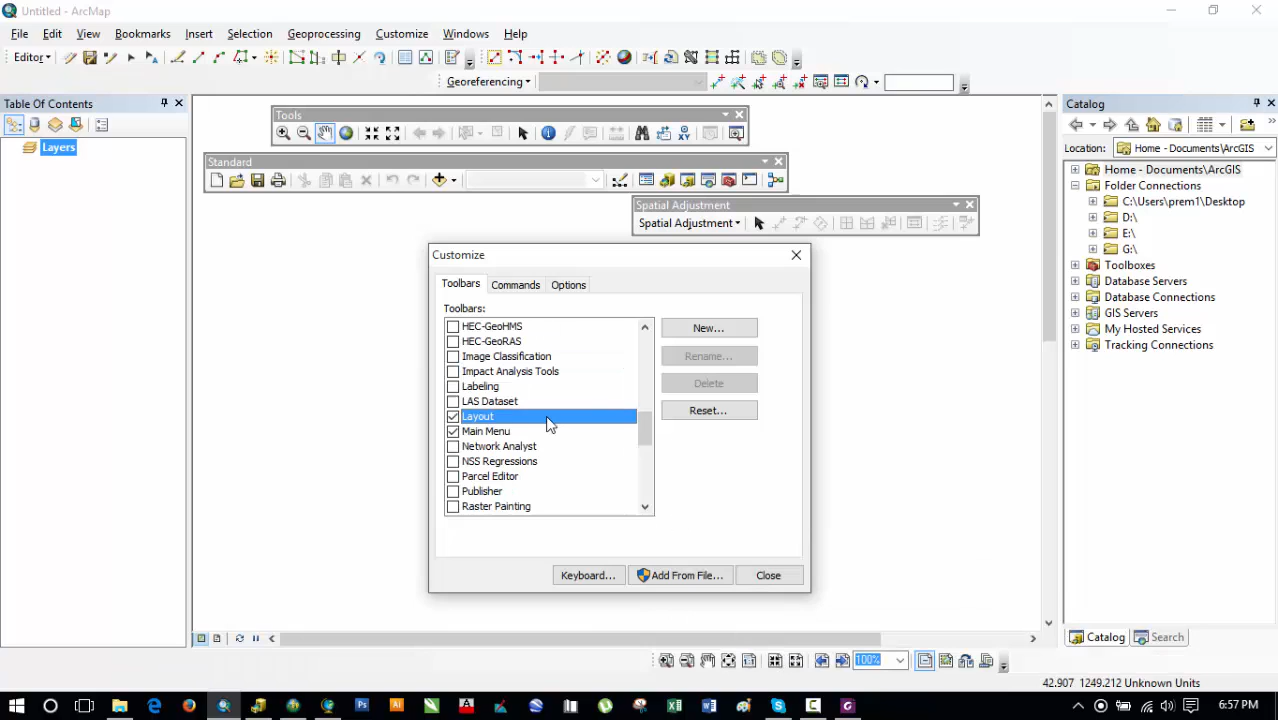 Untitled - ArcMap
File Edit View Bookmarks Insert Selection Geoprocessing Customize Windows Help
Editor
Georeferencing
Table Of Contents
Layers
Tools
Standard
Spatial Adjustment
Spatial Adjustment
Customize
Toolbars Commands Options
Toolbars:
HEC-GeoHMS
HEC-GeoRAS
Image Classification
Impact Analysis Tools
Labeling
LAS Dataset
Layout
Main Menu
Network Analyst
NSS Regressions
Parcel Editor
Publisher
Raster Painting
New...
Rename...
Delete
Reset...
Keyboard... Add From File... Close
Catalog
Location: Home - Documents\ArcGIS
Home - Documents\ArcGIS
Folder Connections
C:\Users\prem1\Desktop
D:\
E:\
G:\
Toolboxes
Database Servers
Database Connections
GIS Servers
My Hosted Services
Tracking Connections
Catalog Search
100%
42.907 1249.212 Unknown Units
6:57 PM